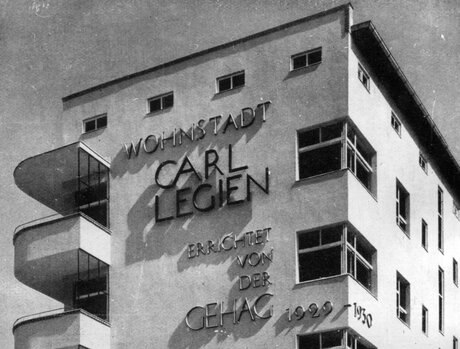 WOHNSTADT
CARL
LEGIEN
ERRICHTET
VON
DER
GEHAG 1929-1930